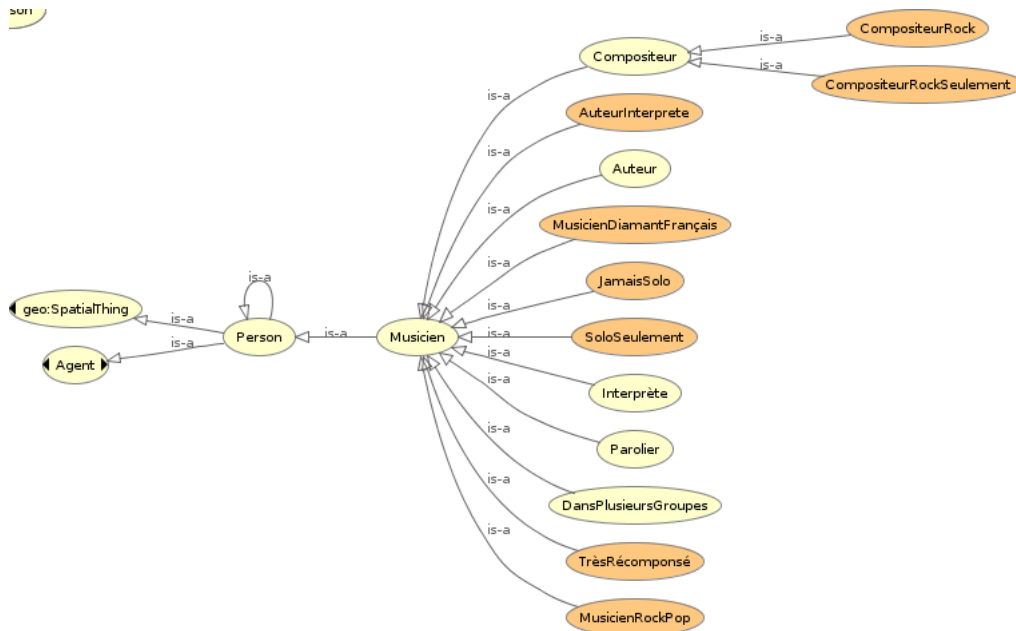 son
CompositeurRock
is-a
Compositeur
is-a
CompositeurRockSeulement
is-a
AuteurInterprete
is-a
Auteur
is-a
MusicienDiamantFrançais
is-a
JamaisSolo
is-a
geo:SpatialThing
is-a
is-a
Person
is-a
Musicien
is-a
SoloSeulement
is-a
Agent
is-a
is-a
Interprète
is-a
Parolier
is-a
DansPlusieursGroupes
is-a
TrèsRécomponsé
is-a
MusicienRockPop